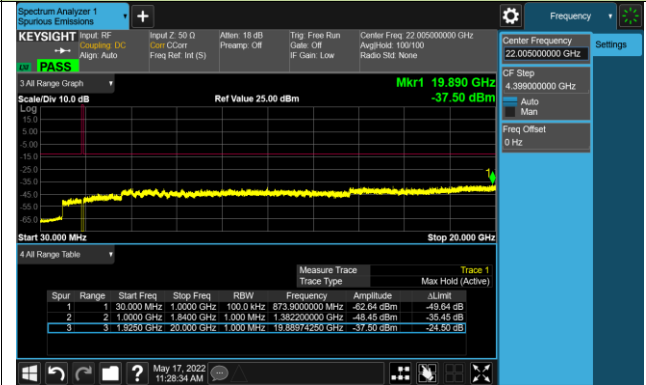 Spectrum Analyzer 1
Spurious Emissions
Frequency
KEYSIGHT
Input: RF
Coupling: DC
Align: Auto
Input Z: 50 Ω
Corr CCorr
Freq Ref: Int (S)
Atten: 18 dB
Preamp: Off
Trig: Free Run
Gate: Off
IF Gain: Low
Center Freq: 22.005000000 GHz
Avg|Hold: 100/100
Radio Std: None
PASS
Center Frequency
22.005000000 GHz
Settings
CF Step
4.399000000 GHz
Auto
Man
Freq Offset
0 Hz
3 All Range Graph
Mkr1 19.890 GHz
Scale/Div 10.0 dB
Ref Value 25.00 dBm
-37.50 dBm
Log
15.0
5.00
-5.00
-15.0
-25.0
-35.0
-45.0
-55.0
-65.0
1
Start 30.000 MHz
Stop 20.000 GHz
4 All Range Table
Measure Trace Trace 1
Trace Type Max Hold (Active)
Spur Range Start Freq Stop Freq RBW Frequency Amplitude ΔLimit
1 1 30.000 MHz 1.0000 GHz 100.0 kHz 873.9000000 MHz -62.64 dBm -49.64 dB
2 2 1.0000 GHz 1.8400 GHz 1.000 MHz 1.382200000 GHz -48.45 dBm -35.45 dB
3 3 1.9250 GHz 20.000 GHz 1.000 MHz 19.88974250 GHz -37.50 dBm -24.50 dB
May 17, 2022
11:28:34 AM